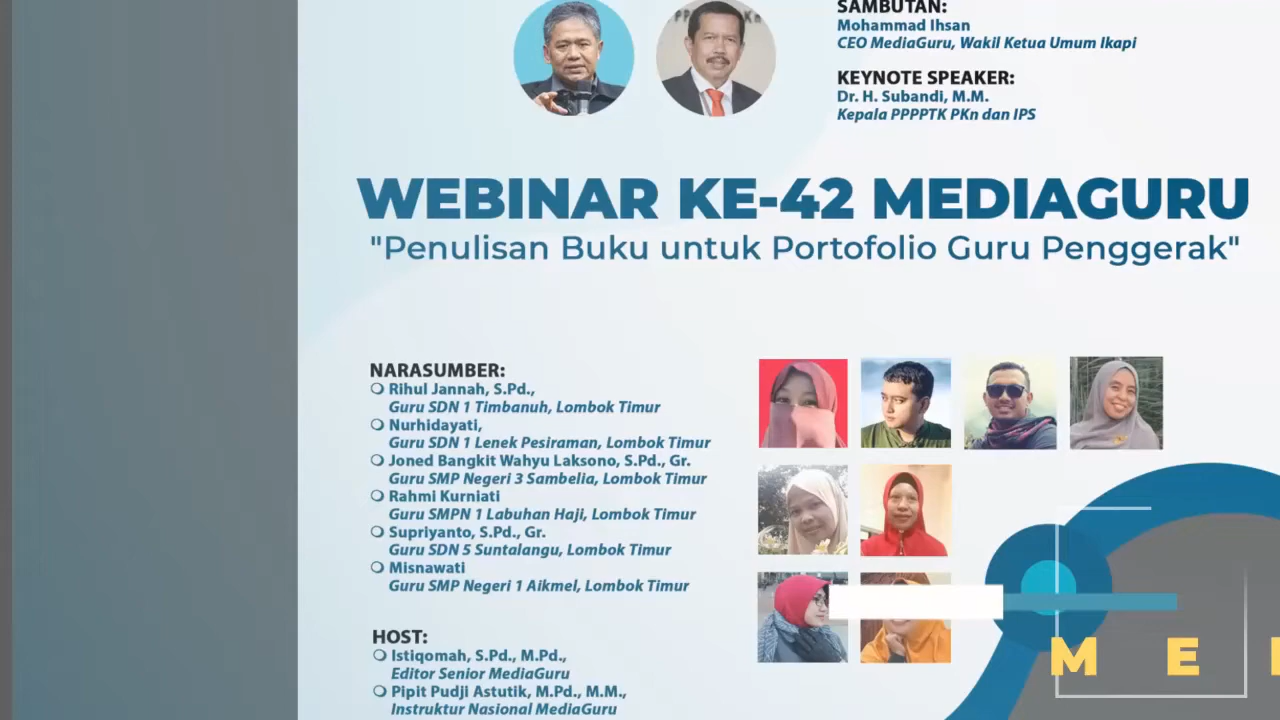 SAMBUTAN:
Mohammad Ihsan
CEO MediaGuru, Wakil Ketua Umum Ikapi
KEYNOTE SPEAKER:
Dr. H. Subandi, M.M.
Kepala PPPPTK PKn dan IPS
WEBINAR KE-42 MEDIAGURU
"Penulisan Buku untuk Portofolio Guru Penggerak"
NARASUMBER:
Rihul Jannah, S.Pd.,
Guru SDN 1 Timbanuh, Lombok Timur
Nurhidayati,
Guru SDN 1 Lenek Pesiraman, Lombok Timur
Joned Bangkit Wahyu Laksono, S.Pd., Gr.
Guru SMP Negeri 3 Sambelia, Lombok Timur
Rahmi Kurniati
Guru SMPN 1 Labuhan Haji, Lombok Timur
Supriyanto, S.Pd., Gr.
Guru SDN 5 Suntalangu, Lombok Timur
Misnawati
Guru SMP Negeri 1 Aikmel, Lombok Timur
HOST:
Istiqomah, S.Pd., M.Pd.,
Editor Senior MediaGuru
Pipit Pudji Astutik, M.Pd., M.M.,
Instruktur Nasional MediaGuru
M E